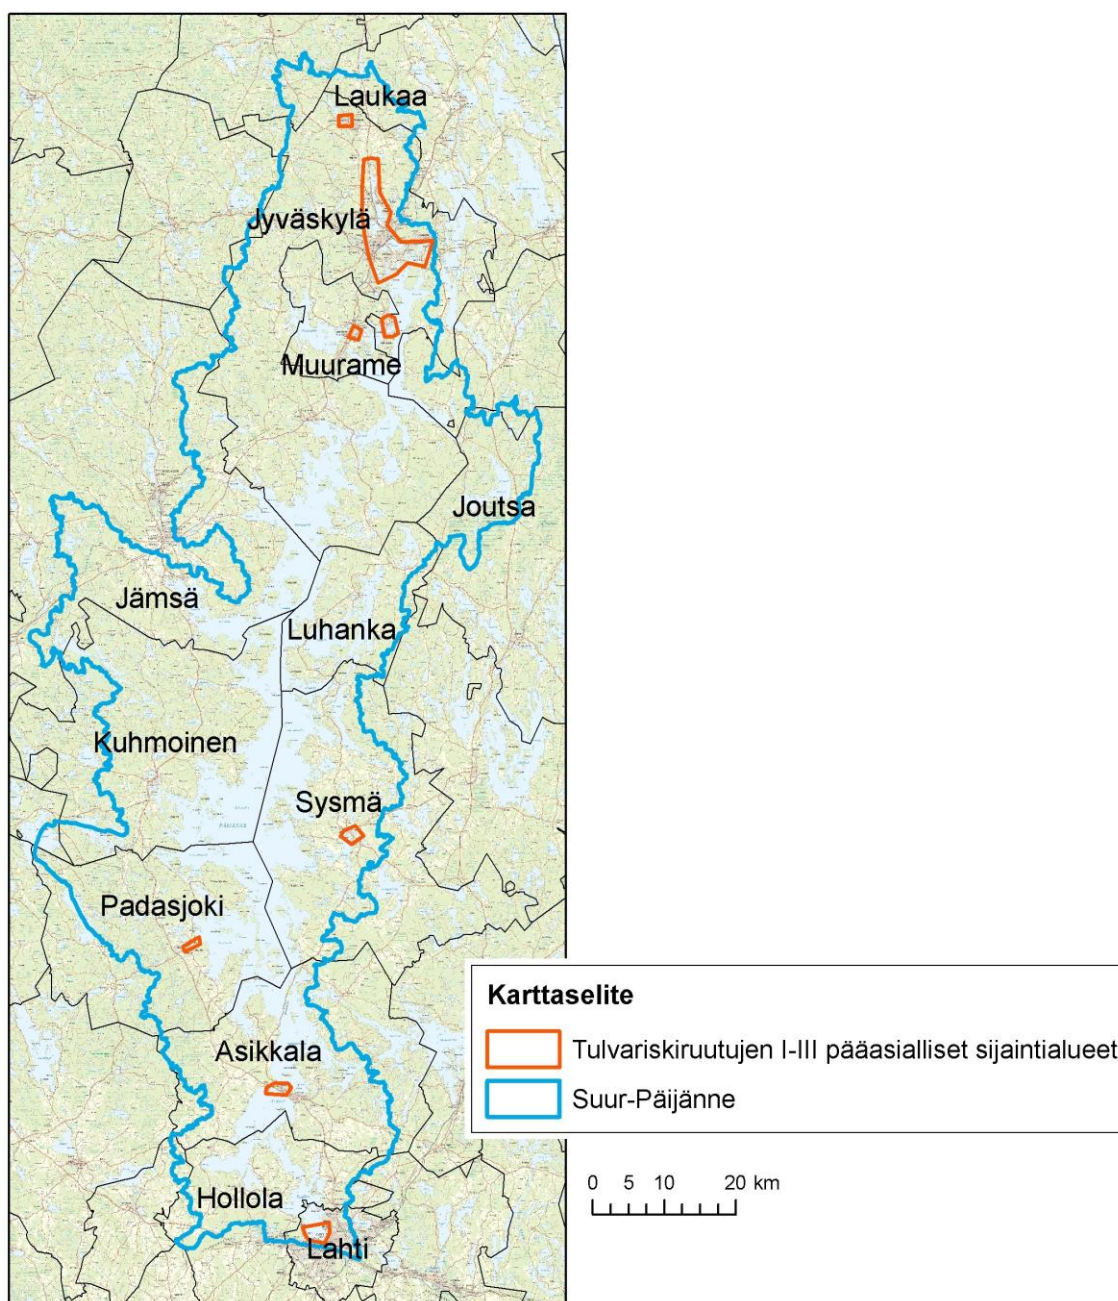 Laukaa
Jyväskylä
Muurame
Joutsa
Jämsä
Luhanka
Kuhmoinen
Sysmä
Padasjoki
Asikkala
Hollola
Lahti
Karttaselite
Tulvariskiruutujen I-III pääasialliset sijaintialueet
Suur-Päijänne
0 5 10 20 km